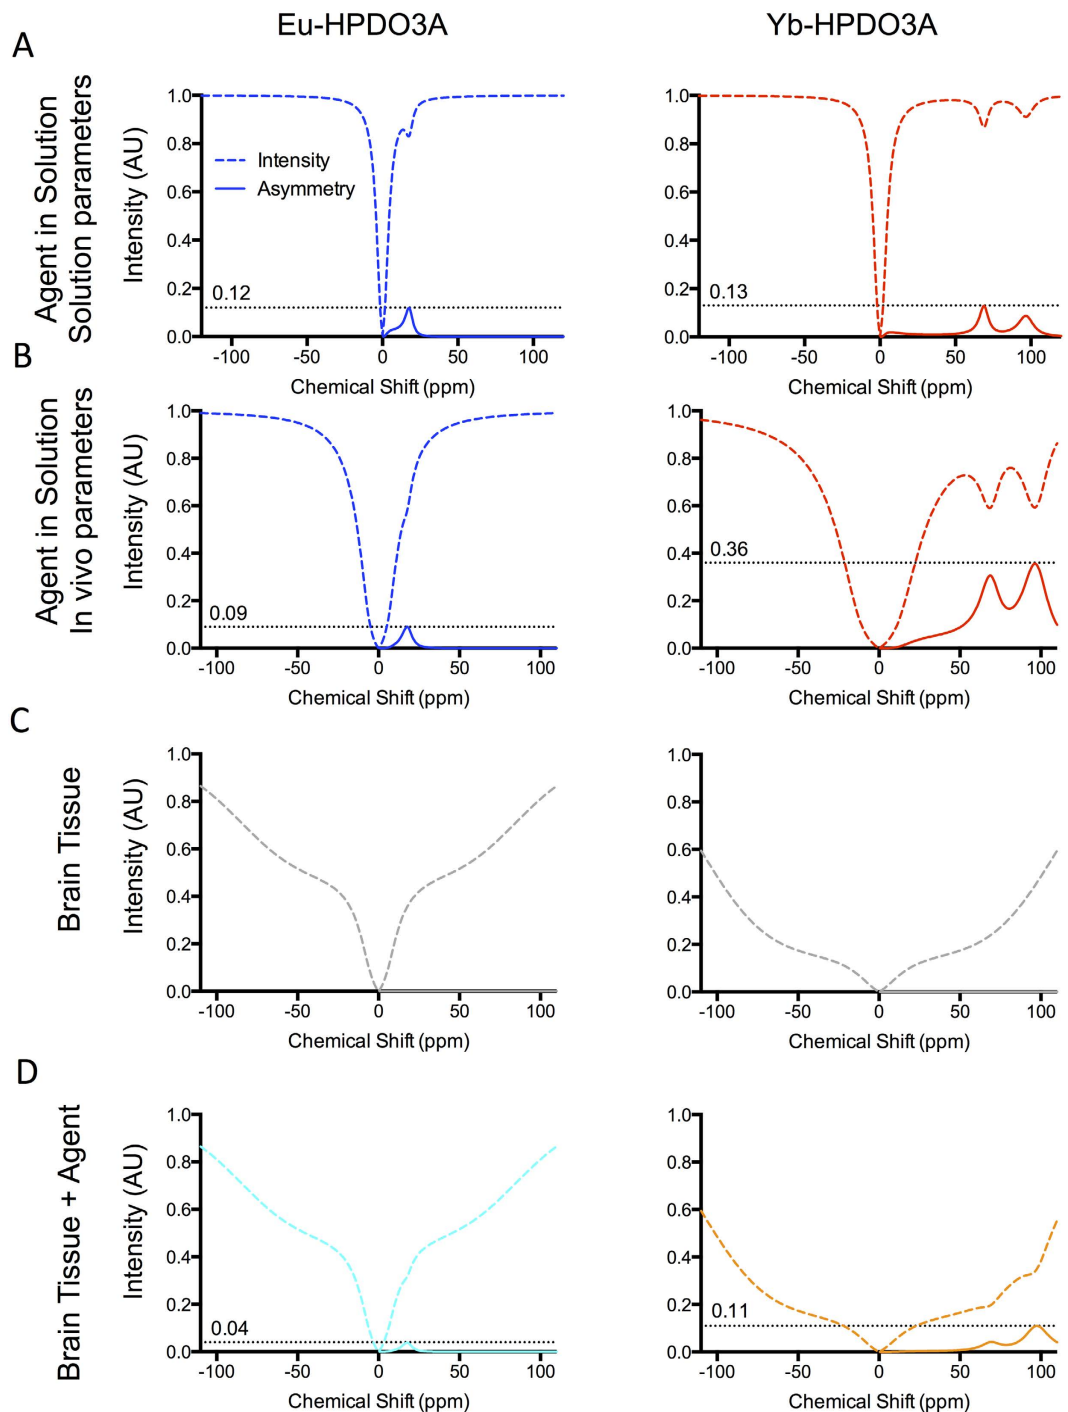 Eu-HPDO3A
Yb-HPDO3A
A
Agent in Solution
Solution parameters
Intensity (AU)
1.0
0.8
0.6
0.4
0.2
0.0
Intensity
Asymmetry
0.12
-100 -50 0 50 100
Chemical Shift (ppm)
Intensity (AU)
1.0
0.8
0.6
0.4
0.2
0.0
0.13
-100 -50 0 50 100
Chemical Shift (ppm)
B
Agent in Solution
In vivo parameters
Intensity (AU)
1.0
0.8
0.6
0.4
0.2
0.0
0.09
-100 -50 0 50 100
Chemical Shift (ppm)
Intensity (AU)
1.0
0.8
0.6
0.4
0.2
0.0
0.36
-100 -50 0 50 100
Chemical Shift (ppm)
C
Brain Tissue
Intensity (AU)
1.0
0.8
0.6
0.4
0.2
0.0
-100 -50 0 50 100
Chemical Shift (ppm)
Intensity (AU)
1.0
0.8
0.6
0.4
0.2
0.0
-100 -50 0 50 100
Chemical Shift (ppm)
D
Brain Tissue + Agent
Intensity (AU)
1.0
0.8
0.6
0.4
0.2
0.0
0.04
-100 -50 0 50 100
Chemical Shift (ppm)
Intensity (AU)
1.0
0.8
0.6
0.4
0.2
0.0
0.11
-100 -50 0 50 100
Chemical Shift (ppm)